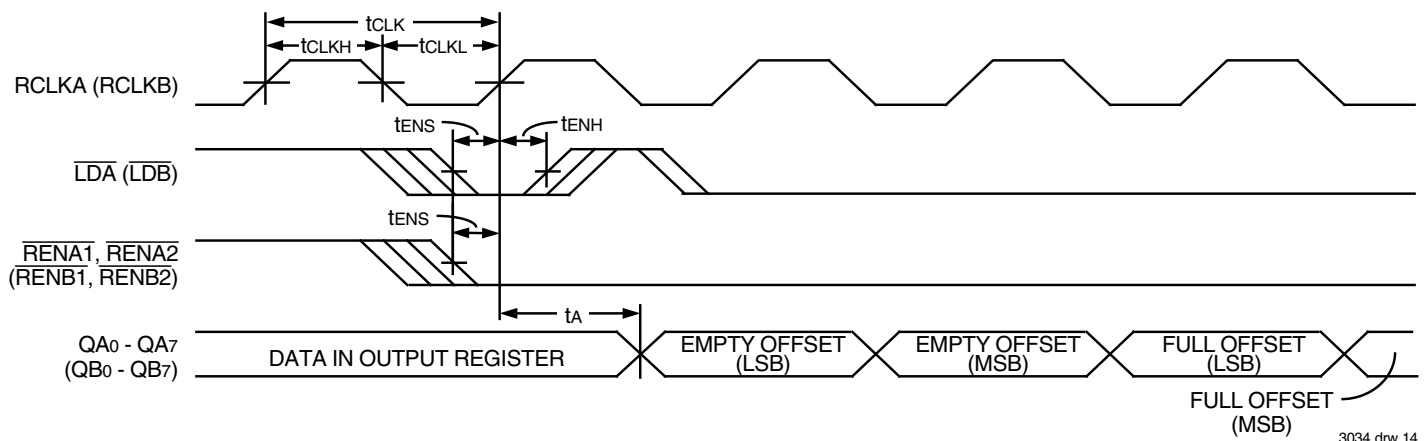 tCLK
tCLKH
tCLKL
RCLKA (RCLKB)
tENS
tENH
LDA (LDB)
tENS
RENA1, RENA2
(RENB1, RENB2)
tA
QA0 - QA7
(QB0 - QB7)
DATA IN OUTPUT REGISTER
EMPTY OFFSET
(LSB)
EMPTY OFFSET
(MSB)
FULL OFFSET
(LSB)
FULL OFFSET
(MSB)
3034 drw 14